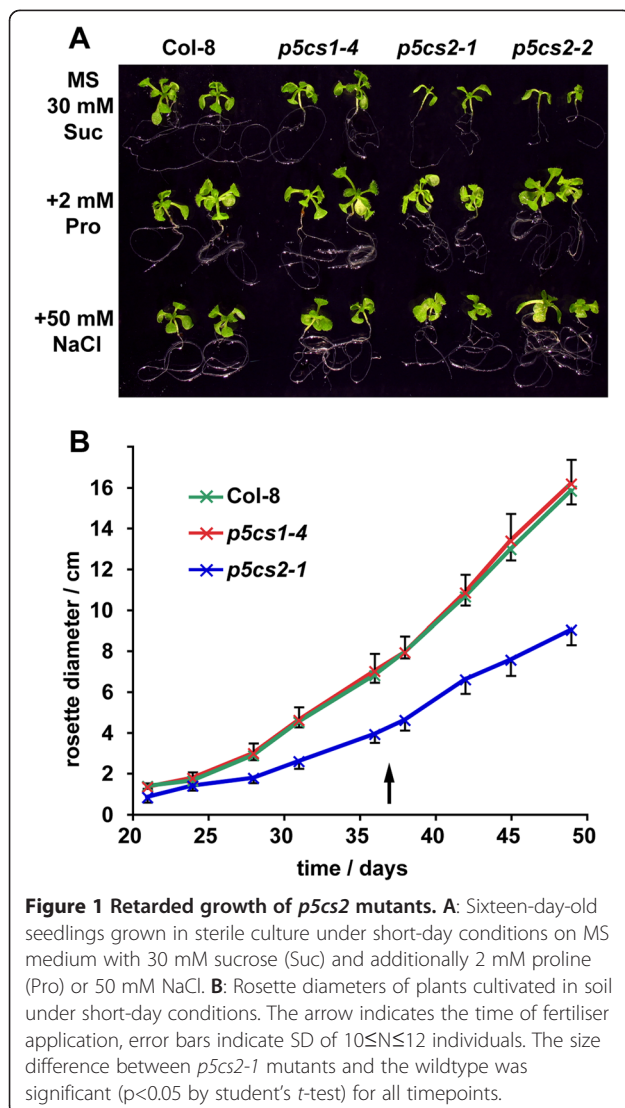 A
Col-8 p5cs1-4 p5cs2-1 p5cs2-2
MS
30 mM
Suc
+2 mM
Pro
+50 mM
NaCl
B
16
14
12
10
8
6
4
2
0
rosette diameter / cm
Col-8
p5cs1-4
p5cs2-1
20 25 30 35 40 45 50
time / days
Figure 1 Retarded growth of p5cs2 mutants. A: Sixteen-day-old
seedlings grown in sterile culture under short-day conditions on MS
medium with 30 mM sucrose (Suc) and additionally 2 mM proline
(Pro) or 50 mM NaCl. B: Rosette diameters of plants cultivated in soil
under short-day conditions. The arrow indicates the time of fertiliser
application, error bars indicate SD of 10≤N≤12 individuals. The size
difference between p5cs2-1 mutants and the wildtype was
significant (p<0.05 by student's t-test) for all timepoints.